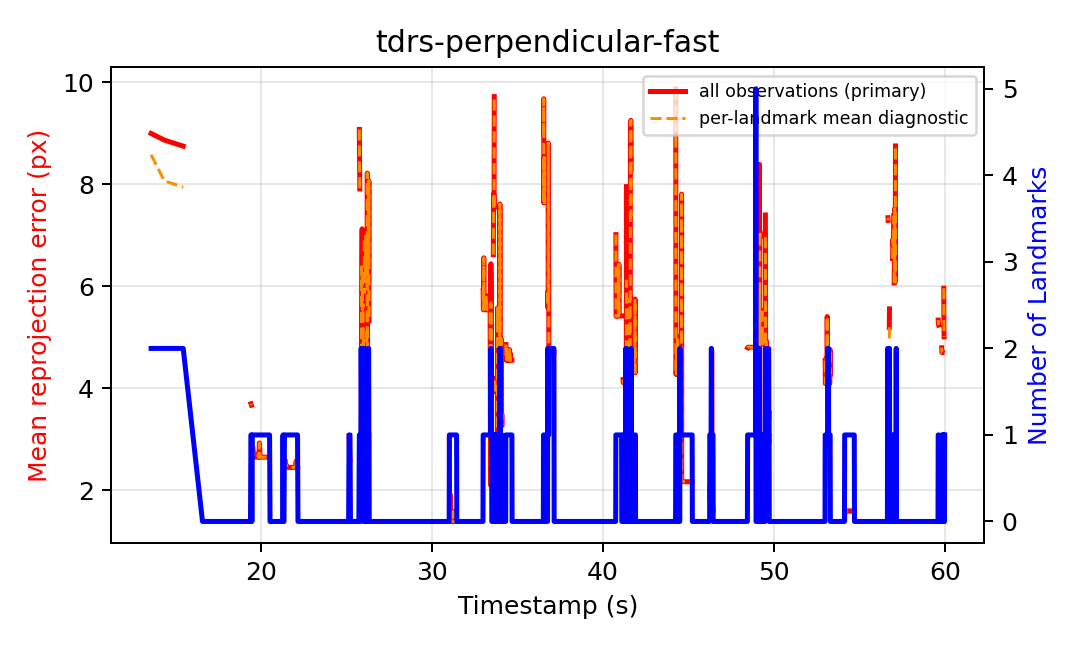 tdrs-perpendicular-fast
all observations (primary)
per-landmark mean diagnostic
Mean reprojection error (px)
10
8
6
4
2
5
4
3
2
1
0
Number of Landmarks
20 30 40 50 60
Timestamp (s)